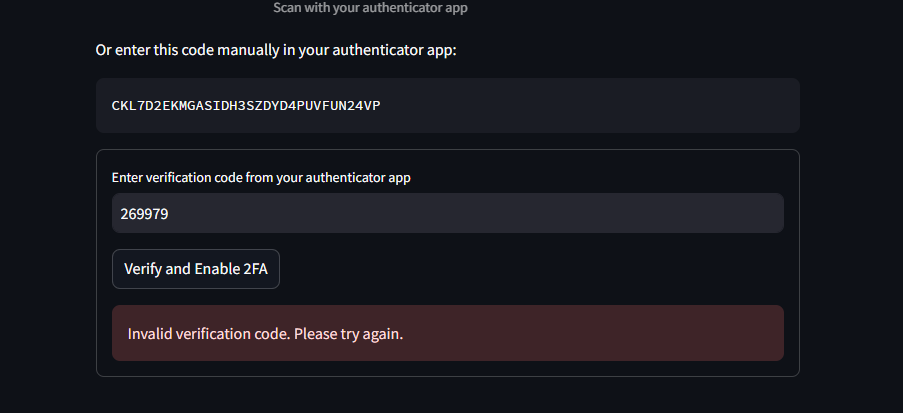 Scan with your authenticator app
Or enter this code manually in your authenticator app:
CKL7D2EKMGASIDH3SZDYD4PUVFUN24VP
Enter verification code from your authenticator app
269979
Verify and Enable 2FA
Invalid verification code. Please try again.